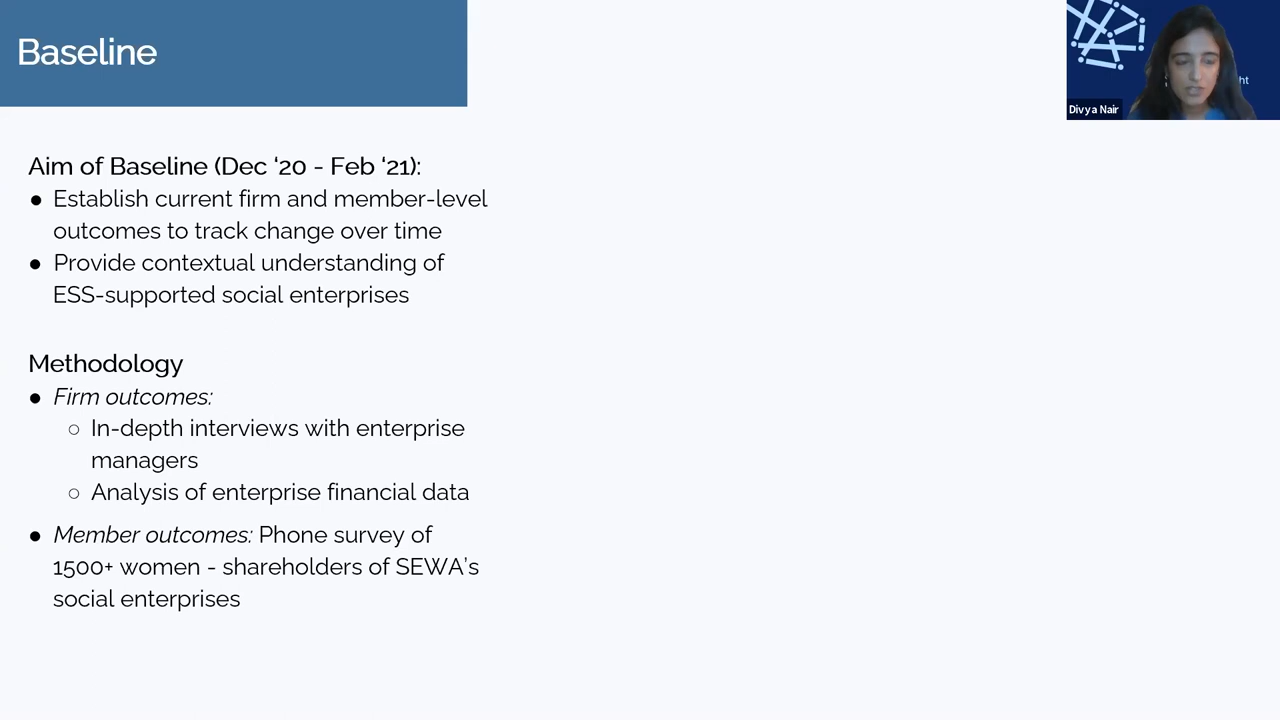 Baseline
ht
Divya Nair
Aim of Baseline (Dec ‘20 - Feb ‘21):
● Establish current firm and member-level
outcomes to track change over time
● Provide contextual understanding of
ESS-supported social enterprises
Methodology
● Firm outcomes:
○ In-depth interviews with enterprise
managers
○ Analysis of enterprise financial data
● Member outcomes: Phone survey of
1500+ women - shareholders of SEWA’s
social enterprises